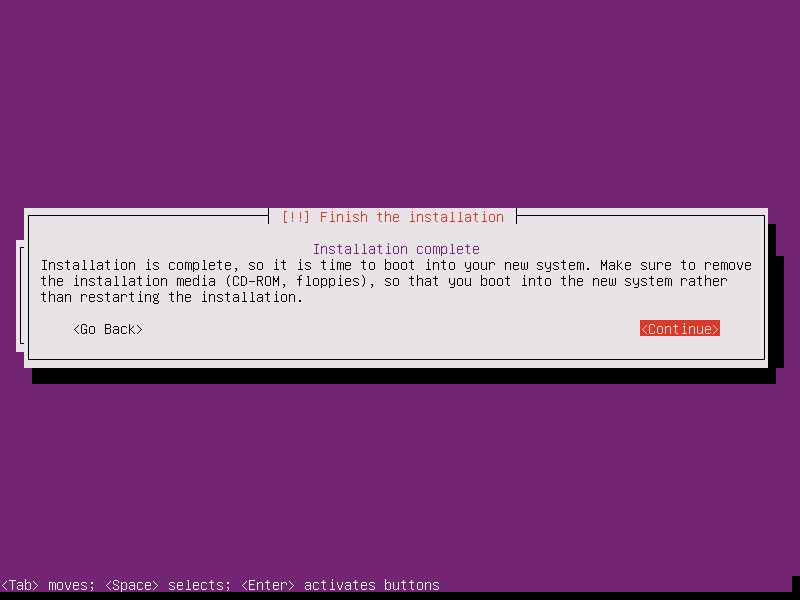 [!!] Finish the installation
Installation complete
Installation is complete, so it is time to boot into your new system. Make sure to remove
the installation media (CD-ROM, floppies), so that you boot into the new system rather
than restarting the installation.
<Go Back> <Continue>
<Tab> moves; <Space> selects; <Enter> activates buttons